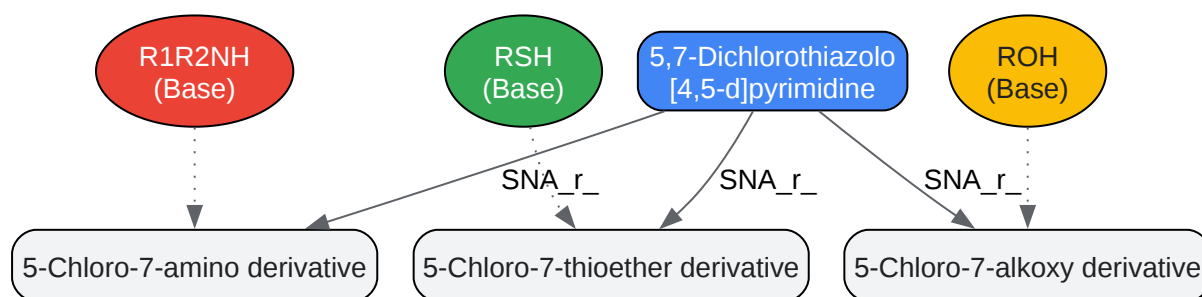 R1R2NH
(Base)
RSH
(Base)
5,7-Dichlorothiazolo
[4,5-d]pyrimidine
ROH
(Base)
SNA_r_
SNA_r_
SNA_r_
5-Chloro-7-amino derivative
5-Chloro-7-thioether derivative
5-Chloro-7-alkoxy derivative